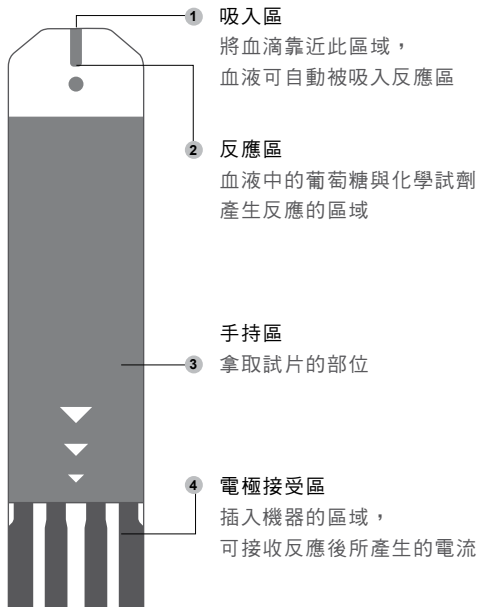 1 吸入區
將血滴靠近此區域，
血液可自動被吸入反應區
2 反應區
血液中的葡萄糖與化學試劑
產生反應的區域
手持區
3 拿取試片的部位
4 電極接受區
插入機器的區域，
可接收反應後所產生的電流